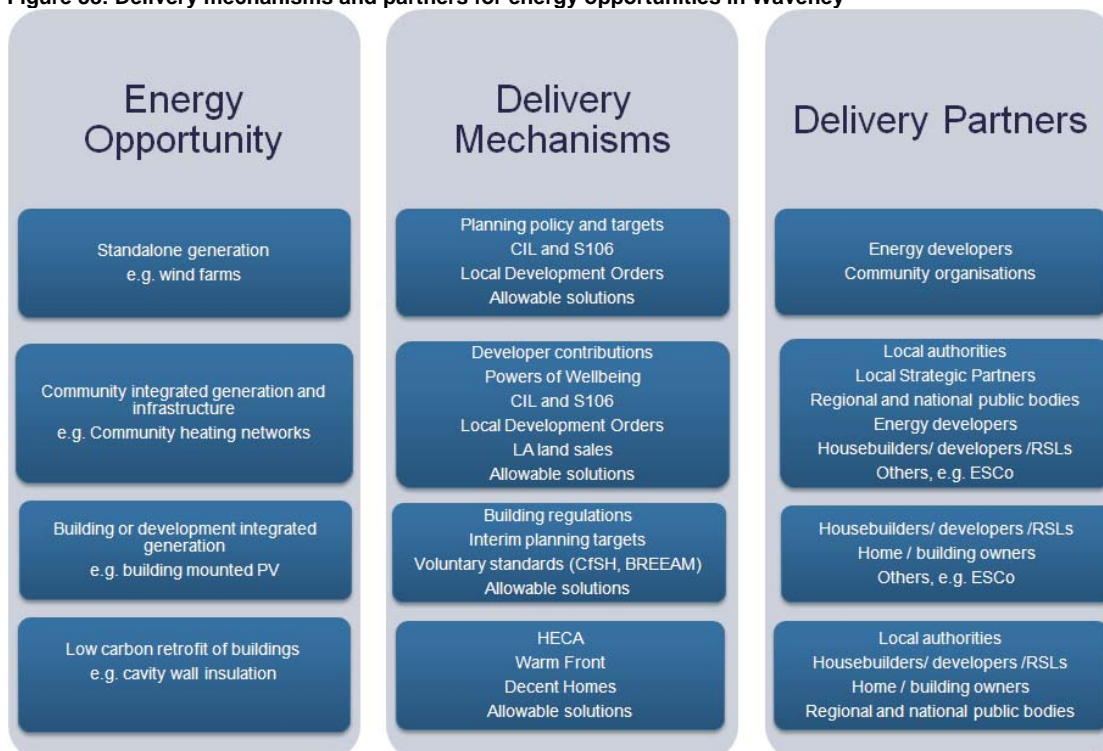 Figure 33: Delivery mechanisms and partners for energy opportunities in Waveney
Energy
Opportunity
Standalone generation
e.g. wind farms
Community integrated generation and
infrastructure
e.g. Community heating networks
Building or development integrated
generation
e.g. building mounted PV
Low carbon retrofit of buildings
e.g. cavity wall insulation
Delivery
Mechanisms
Planning policy and targets
CIL and S106
Local Development Orders
Allowable solutions
Developer contributions
Powers of Wellbeing
CIL and S106
Local Development Orders
LA land sales
Allowable solutions
Building regulations
Interim planning targets
Voluntary standards (CfSH, BREEAM)
Allowable solutions
HECA
Warm Front
Decent Homes
Allowable solutions
Delivery Partners
Energy developers
Community organisations
Local authorities
Local Strategic Partners
Regional and national public bodies
Energy developers
Housebuilders/ developers /RSLs
Others, e.g. ESCo
Housebuilders/ developers /RSLs
Home / building owners
Others, e.g. ESCo
Local authorities
Housebuilders/ developers /RSLs
Home / building owners
Regional and national public bodies